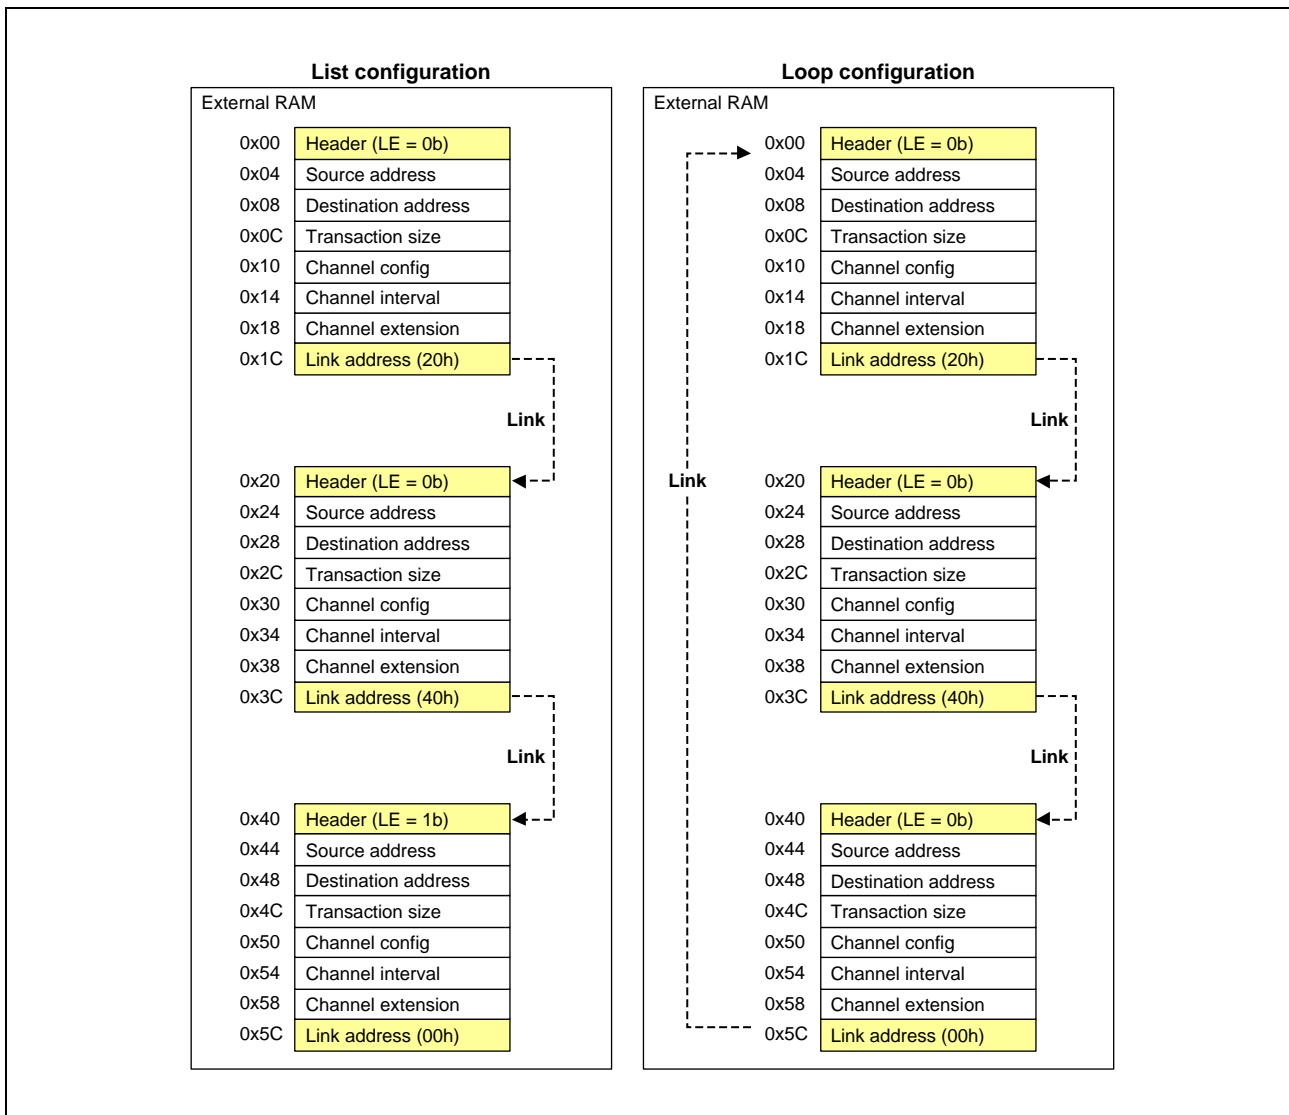 List configuration
External RAM
0x00 Header (LE = 0b)
0x04 Source address
0x08 Destination address
0x0C Transaction size
0x10 Channel config
0x14 Channel interval
0x18 Channel extension
0x1C Link address (20h)
Link
0x20 Header (LE = 0b)
0x24 Source address
0x28 Destination address
0x2C Transaction size
0x30 Channel config
0x34 Channel interval
0x38 Channel extension
0x3C Link address (40h)
Link
0x40 Header (LE = 1b)
0x44 Source address
0x48 Destination address
0x4C Transaction size
0x50 Channel config
0x54 Channel interval
0x58 Channel extension
0x5C Link address (00h)
Loop configuration
External RAM
0x00 Header (LE = 0b)
0x04 Source address
0x08 Destination address
0x0C Transaction size
0x10 Channel config
0x14 Channel interval
0x18 Channel extension
0x1C Link address (20h)
Link
Link
0x20 Header (LE = 0b)
0x24 Source address
0x28 Destination address
0x2C Transaction size
0x30 Channel config
0x34 Channel interval
0x38 Channel extension
0x3C Link address (40h)
Link
0x40 Header (LE = 0b)
0x44 Source address
0x48 Destination address
0x4C Transaction size
0x50 Channel config
0x54 Channel interval
0x58 Channel extension
0x5C Link address (00h)